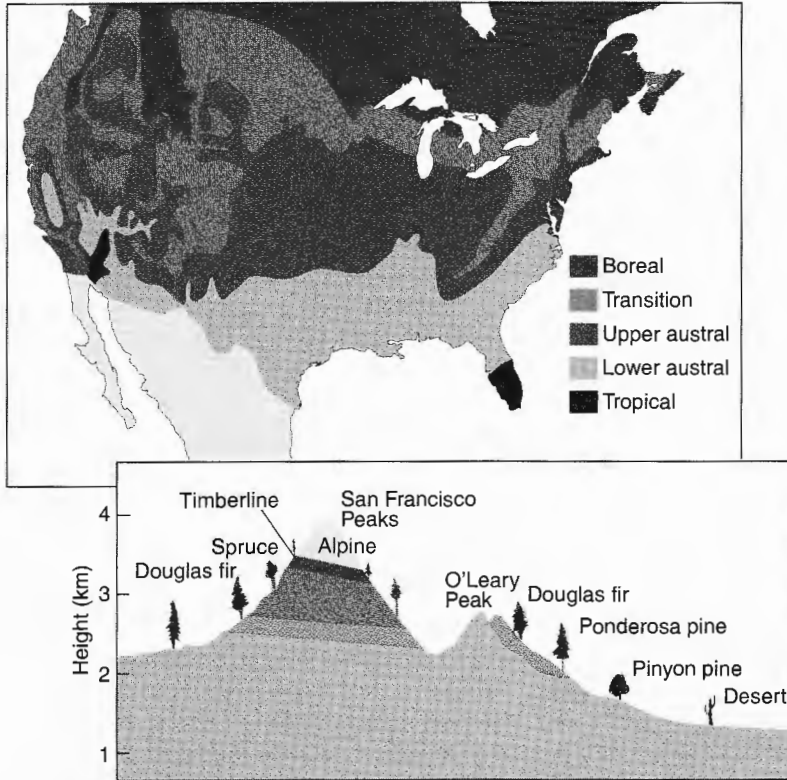 Boreal
Transition
Upper austral
Lower austral
Tropical
Timberline
San Francisco
Peaks
Spruce
Alpine
Douglas fir
O'Leary
Peak
Douglas fir
Ponderosa pine
Pinyon pine
Desert
Height (km)
4
3
2
1